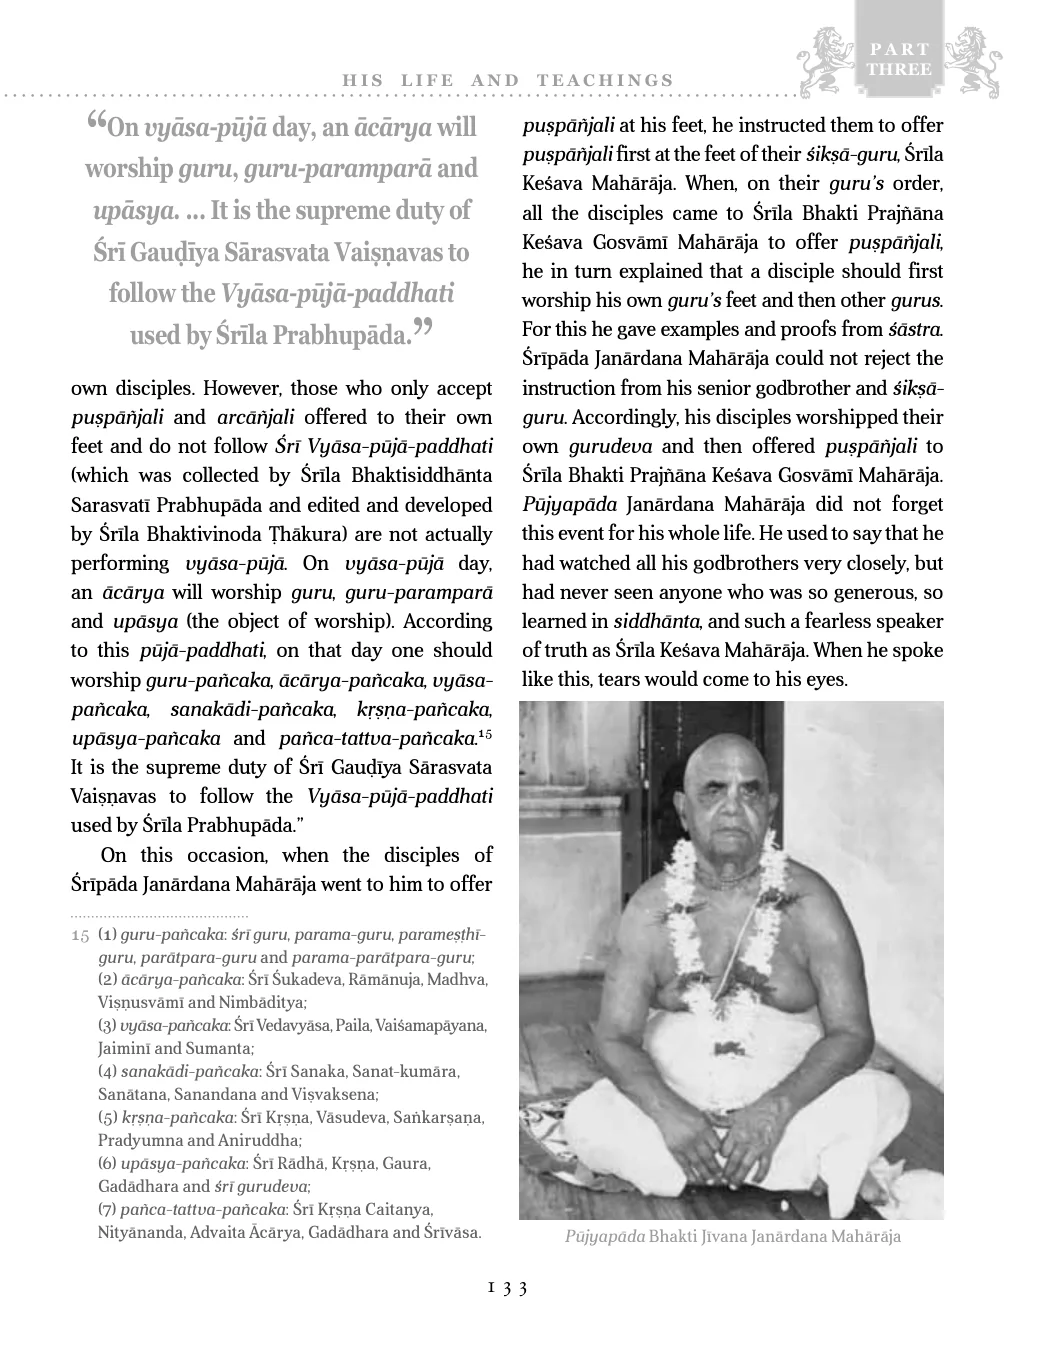 PART
THREE
HIS LIFE AND TEACHINGS
“On vyāsa-pūjā day, an ācārya will
worship guru, guru-paramparā and
upāsya. ... It is the supreme duty of
Śrī Gauḍīya Sārasvata Vaiṣṇavas to
follow the Vyāsa-pūjā-paddhati
used by Śrīla Prabhupāda.”
own disciples. However, those who only accept
puṣpāñjali and arcāñjali offered to their own
feet and do not follow Śrī Vyāsa-pūjā-paddhati
(which was collected by Śrīla Bhaktisiddhānta
Sarasvatī Prabhupāda and edited and developed
by Śrīla Bhaktivinoda Ṭhākura) are not actually
performing vyāsa-pūjā. On vyāsa-pūjā day,
an ācārya will worship guru, guru-paramparā
and upāsya (the object of worship). According
to this pūjā-paddhati, on that day one should
worship guru-pañcaka, ācārya-pañcaka, vyāsa-
pañcaka, sanakādi-pañcaka, kṛṣṇa-pañcaka,
upāsya-pañcaka and pañca-tattva-pañcaka.15
It is the supreme duty of Śrī Gauḍīya Sārasvata
Vaiṣṇavas to follow the Vyāsa-pūjā-paddhati
used by Śrīla Prabhupāda.”
On this occasion, when the disciples of
Śrīpāda Janārdana Mahārāja went to him to offer
15 (1) guru-pañcaka: śrī guru, parama-guru, parameṣṭhī-
guru, parātpara-guru and parama-parātpara-guru;
(2) ācārya-pañcaka: Śrī Śukadeva, Rāmānuja, Madhva,
Viṣṇusvāmī and Nimbāditya;
(3) vyāsa-pañcaka: Śrī Vedavyāsa, Paila, Vaiśamapāyana,
Jaiminī and Sumanta;
(4) sanakādi-pañcaka: Śrī Sanaka, Sanat-kumāra,
Sanātana, Sanandana and Viṣvaksena;
(5) kṛṣṇa-pañcaka: Śrī Kṛṣṇa, Vāsudeva, Saṅkarṣaṇa,
Pradyumna and Aniruddha;
(6) upāsya-pañcaka: Śrī Rādhā, Kṛṣṇa, Gaura,
Gadādhara and śrī gurudeva;
(7) pañca-tattva-pañcaka: Śrī Kṛṣṇa Caitanya,
Nityānanda, Advaita Ācārya, Gadādhara and Śrīvāsa.
puṣpāñjali at his feet, he instructed them to offer
puṣpāñjali first at the feet of their śikṣā-guru, Śrīla
Keśava Mahārāja. When, on their guru’s order,
all the disciples came to Śrīla Bhakti Prajñāna
Keśava Gosvāmī Mahārāja to offer puṣpāñjali,
he in turn explained that a disciple should first
worship his own guru’s feet and then other gurus.
For this he gave examples and proofs from śāstra.
Śrīpāda Janārdana Mahārāja could not reject the
instruction from his senior godbrother and śikṣā-
guru. Accordingly, his disciples worshipped their
own gurudeva and then offered puṣpāñjali to
Śrīla Bhakti Prajñāna Keśava Gosvāmī Mahārāja.
Pūjyapāda Janārdana Mahārāja did not forget
this event for his whole life. He used to say that he
had watched all his godbrothers very closely, but
had never seen anyone who was so generous, so
learned in siddhānta, and such a fearless speaker
of truth as Śrīla Keśava Mahārāja. When he spoke
like this, tears would come to his eyes.
Pūjyapāda Bhakti Jīvana Janārdana Mahārāja
133